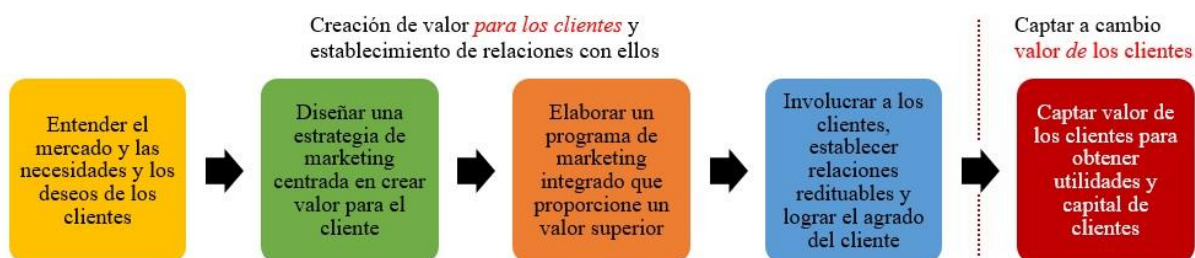 Creación de valor para los clientes y
establecimiento de relaciones con ellos
Captar a cambio
valor de los clientes
Entender el
mercado y las
necesidades y los
deseos de los
clientes
Diseñar una
estrategia de
marketing
centrada en crear
valor para el
cliente
Elaborar un
programa de
marketing
integrado que
proporcione un
valor superior
Involucrar a los
clientes,
establecer
relaciones
redituables y
lograr el agrado
del cliente
Captar valor de
los clientes para
obtener
utilidades y
capital de
clientes